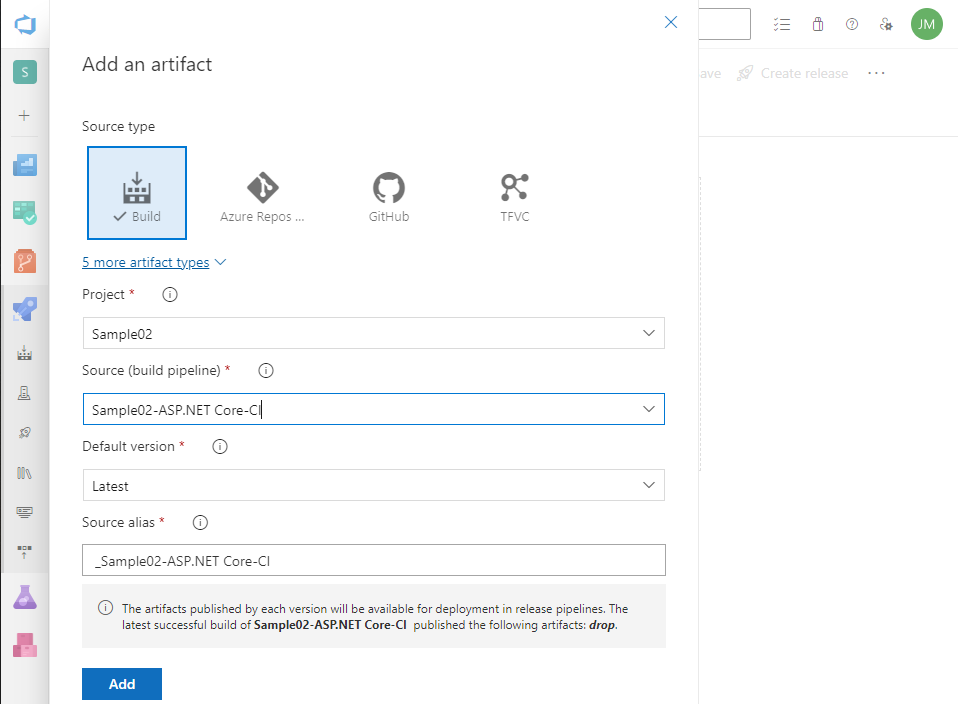 S
JM
ave
Create release
Add an artifact
Source type
Build
Azure Repos ...
GitHub
TFVC
5 more artifact types
Project *
Sample02
Source (build pipeline) *
Sample02-ASP.NET Core-CI
Default version *
Latest
Source alias *
_Sample02-ASP.NET Core-CI
The artifacts published by each version will be available for deployment in release pipelines. The
latest successful build of Sample02-ASP.NET Core-CI published the following artifacts: drop.
Add